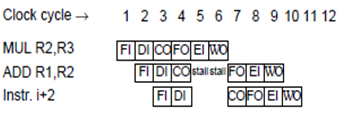 Clock cycle → 1 2 3 4 5 6 7 8 9 10 11 12
MUL R2,R3 FI DI CO FO EI WO
ADD R1,R2 FI DI CO stall stall FO EI WO
Instr. i+2 FI DI CO FO EI WO